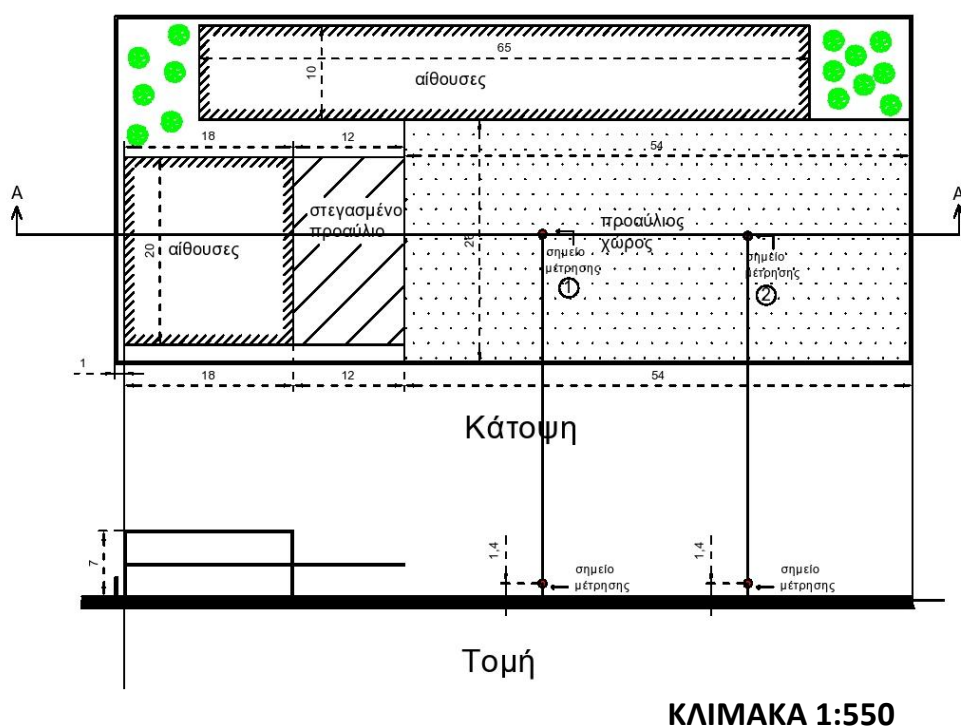 65
10
αίθουσες
18
12
54
A
A
στεγασμένο
προαύλιο
προαύλιος
χώρος
20
αίθουσες
26
σημείο
μέτρησης
1
σημείο
μέτρησης
2
1
18
12
54
Κάτοψη
7
1,4
1,4
σημείο
μέτρησης
σημείο
μέτρησης
Τομή
ΚΛΙΜΑΚΑ 1:550